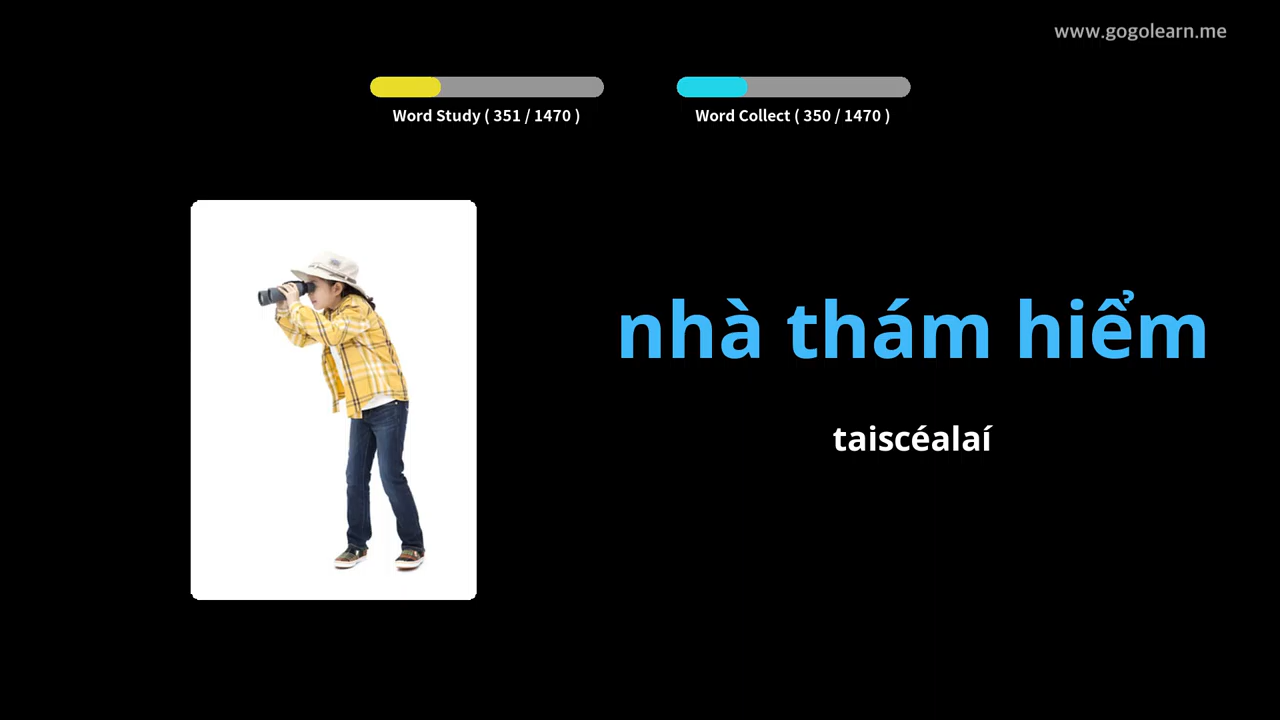 www.gogolearn.me
Word Study ( 351 / 1470 )
Word Collect ( 350 / 1470 )
nhà thám hiểm
taiscéalaí